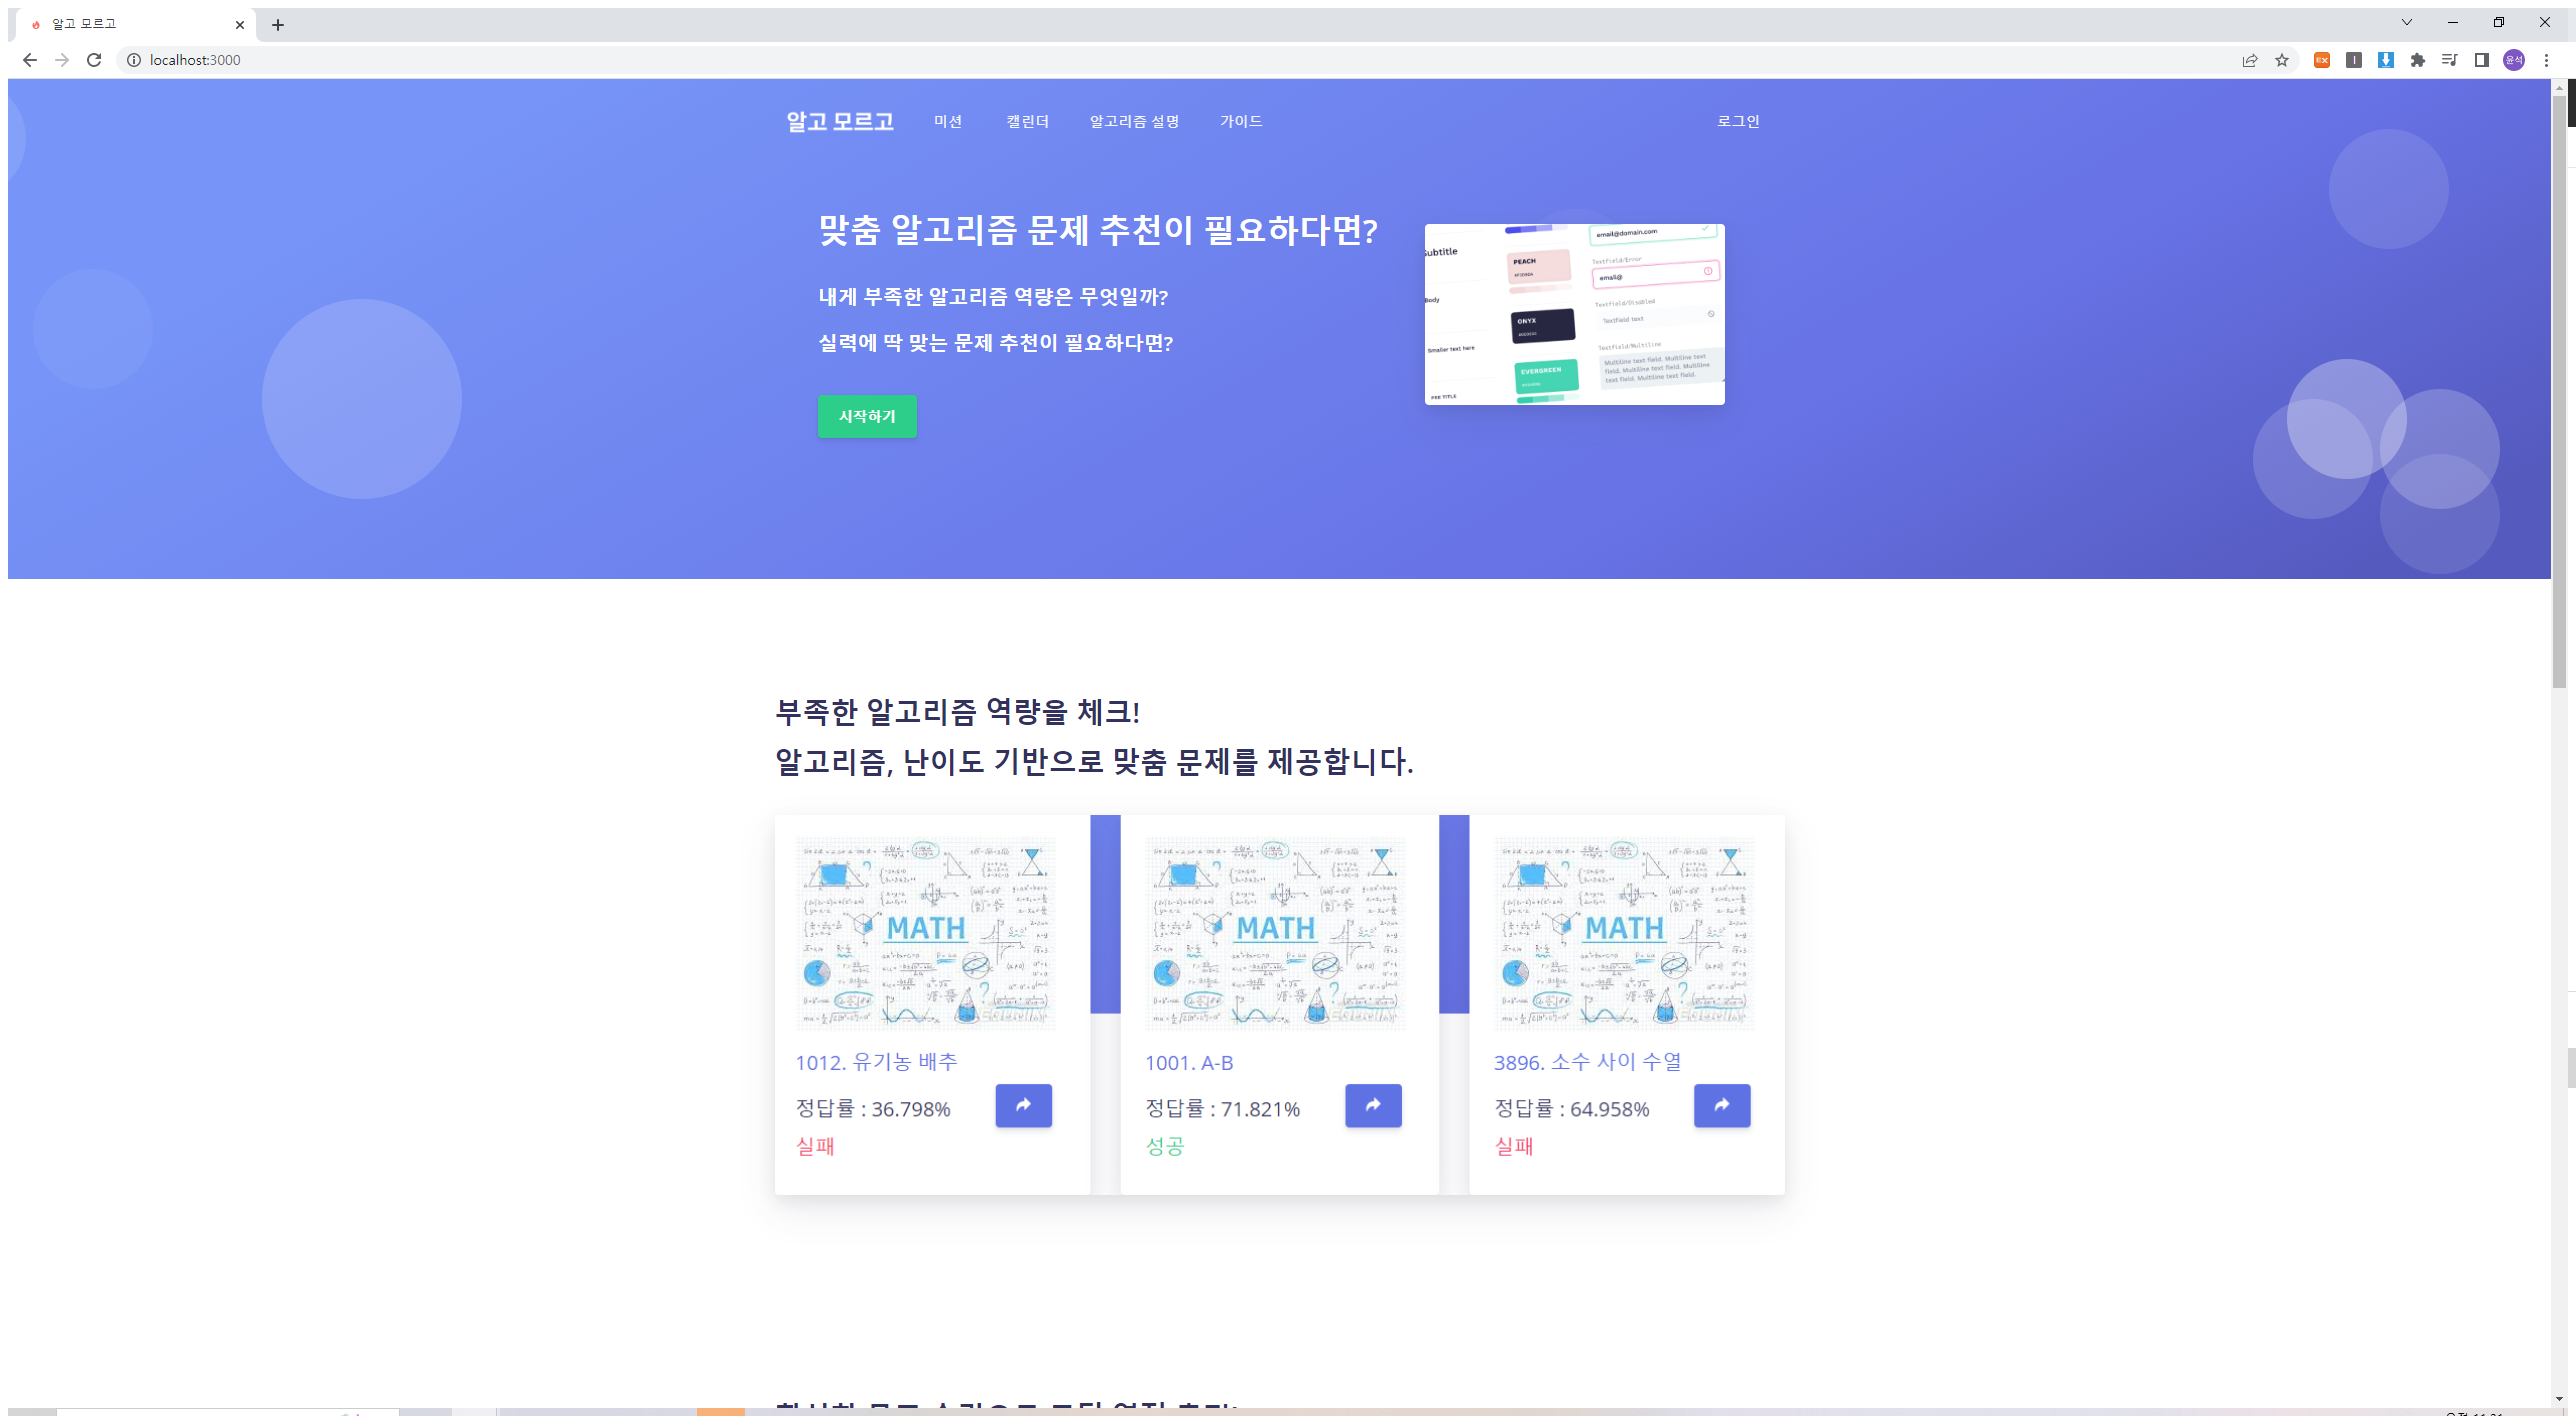 알고 모르고
localhost:3000
EX
윤석
알고 모르고 미션 캘린더 알고리즘 설명 가이드 로그인
맞춤 알고리즘 문제 추천이 필요하다면?
내게 부족한 알고리즘 역량은 무엇일까?
실력에 딱 맞는 문제 추천이 필요하다면?
시작하기
Subtitle
Body
Smaller text here
PRE TITLE
PEACH
ONYX
EVERGREEN
email@domain.com
Textfield/Error
email@
Textfield/Disabled
Textfield text
Textfield/Multiline
Multiline text field. Multiline text
field. Multiline text field. Multiline
text field. Multiline text field.
부족한 알고리즘 역량을 체크!
알고리즘, 난이도 기반으로 맞춤 문제를 제공합니다.
MATH
1012. 유기농 배추
정답률 : 36.798%
실패
MATH
1001. A-B
정답률 : 71.821%
성공
MATH
3896. 소수 사이 수열
정답률 : 64.958%
실패